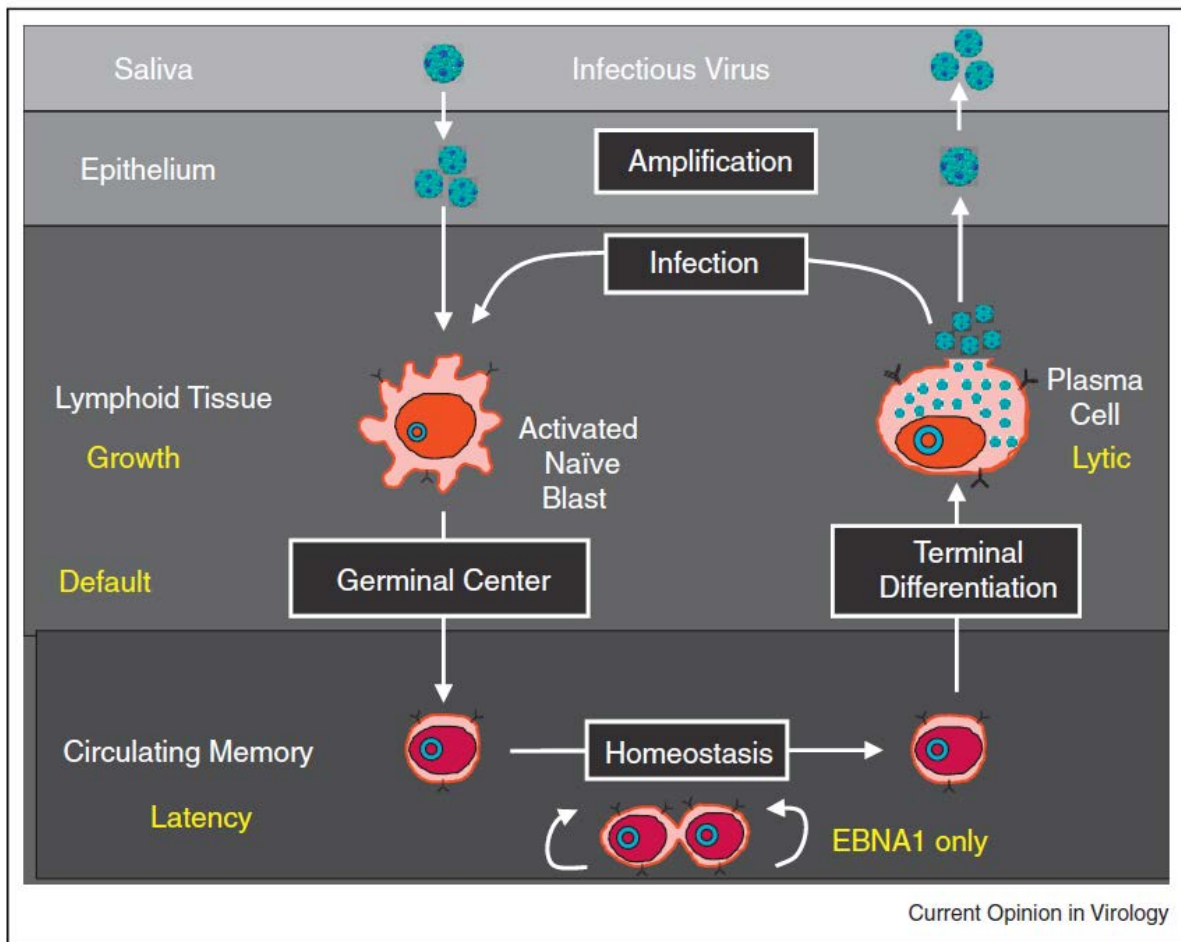 Saliva
Infectious Virus
Epithelium
Amplification
Infection
Lymphoid Tissue
Growth
Activated
Naïve
Blast
Plasma
Cell
Lytic
Default
Germinal Center
Terminal
Differentiation
Circulating Memory
Latency
Homeostasis
EBNA1 only
Current Opinion in Virology